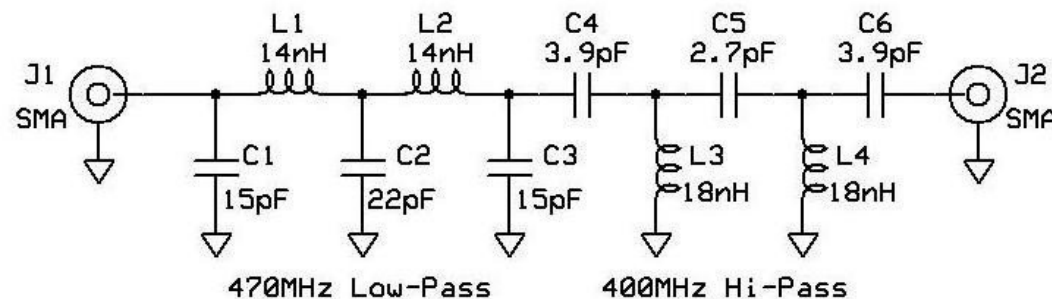 L1
14nH
L2
14nH
C4
3.9pF
C5
2.7pF
C6
3.9pF
J1
SMA
J2
SMA
C1
15pF
C2
22pF
C3
15pF
L3
18nH
L4
18nH
470MHz Low-Pass
400MHz Hi-Pass